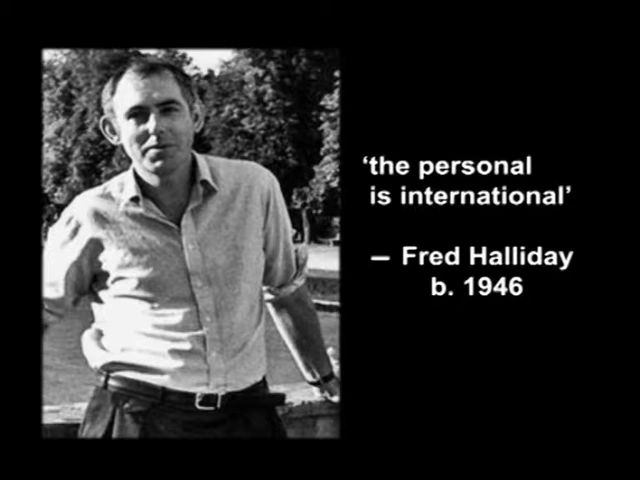 ‘the personal
is international’
– Fred Halliday
b. 1946